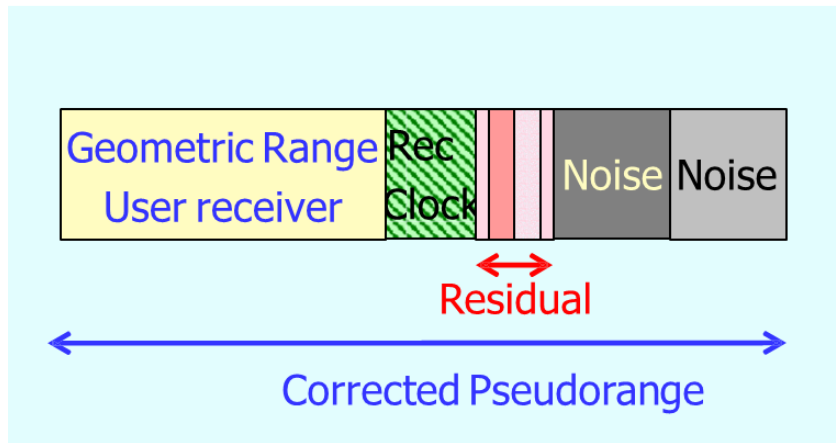 Geometric Range
User receiver
Rec
Clock
Noise
Noise
Residual
Corrected Pseudorange